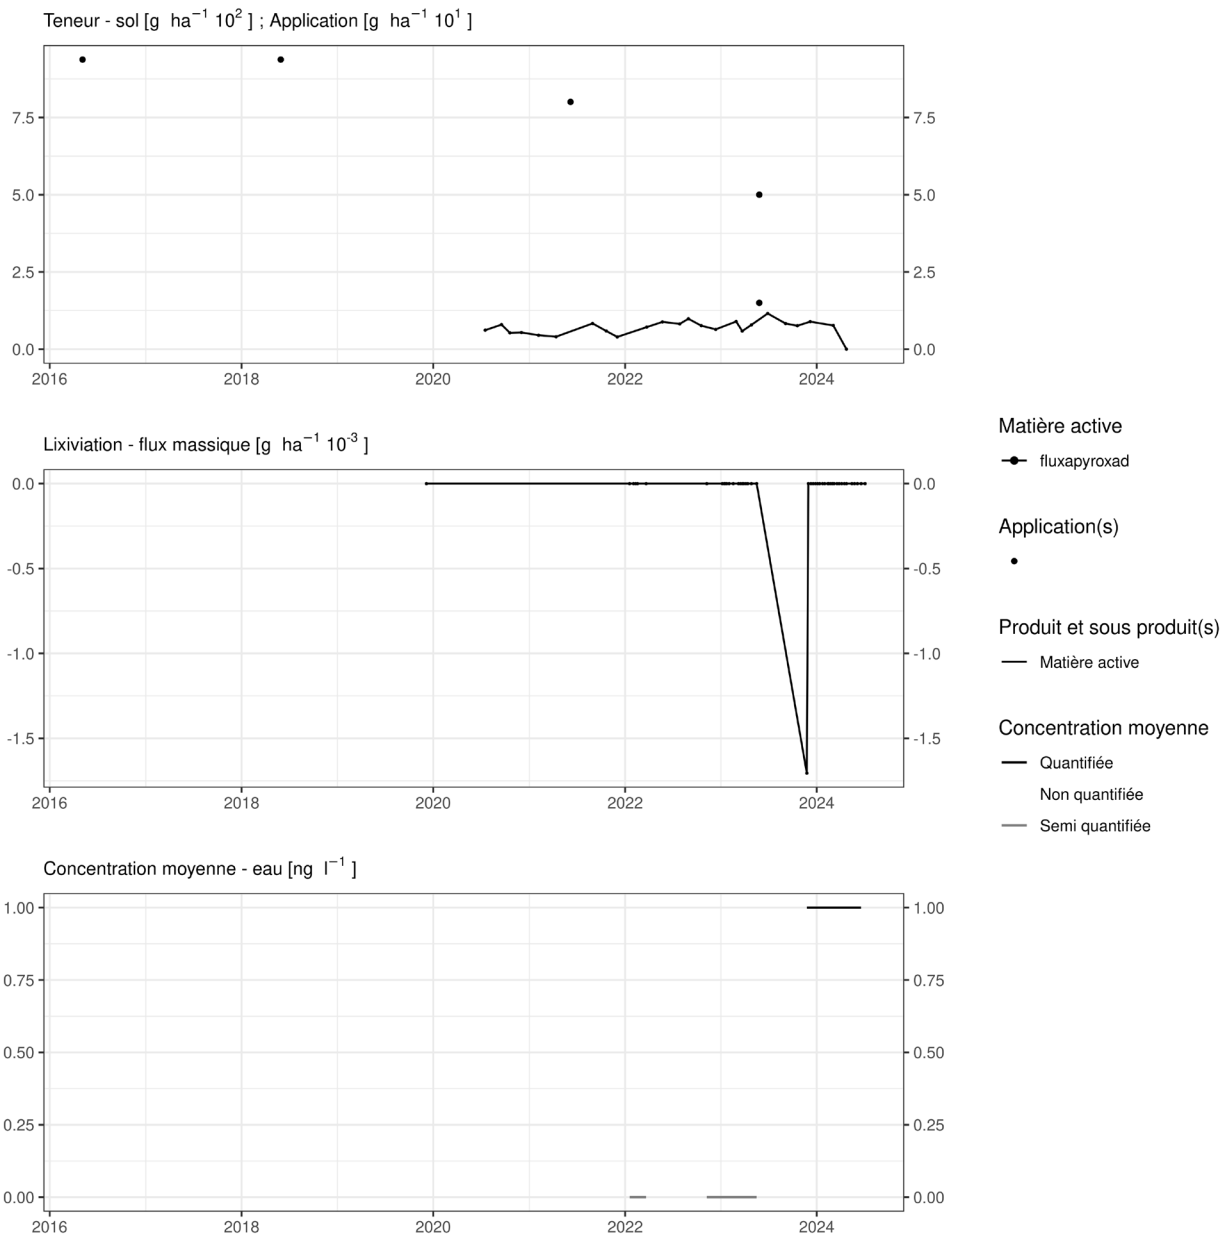 Teneur - sol [g ha−1 102 ] ; Application [g ha−1 101 ]
7.5 7.5
5.0 5.0
2.5 2.5
0.0 0.0
2016 2018 2020 2022 2024
Lixiviation - flux massique [g ha−1 10-3 ]
0.0 0.0
-0.5 -0.5
-1.0 -1.0
-1.5 -1.5
2016 2018 2020 2022 2024
Concentration moyenne - eau [ng l−1 ]
1.00 1.00
0.75 0.75
0.50 0.50
0.25 0.25
0.00 0.00
2016 2018 2020 2022 2024
Matière active
fluxapyroxad
Application(s)
Produit et sous produit(s)
Matière active
Concentration moyenne
Quantifiée
Non quantifiée
Semi quantifiée